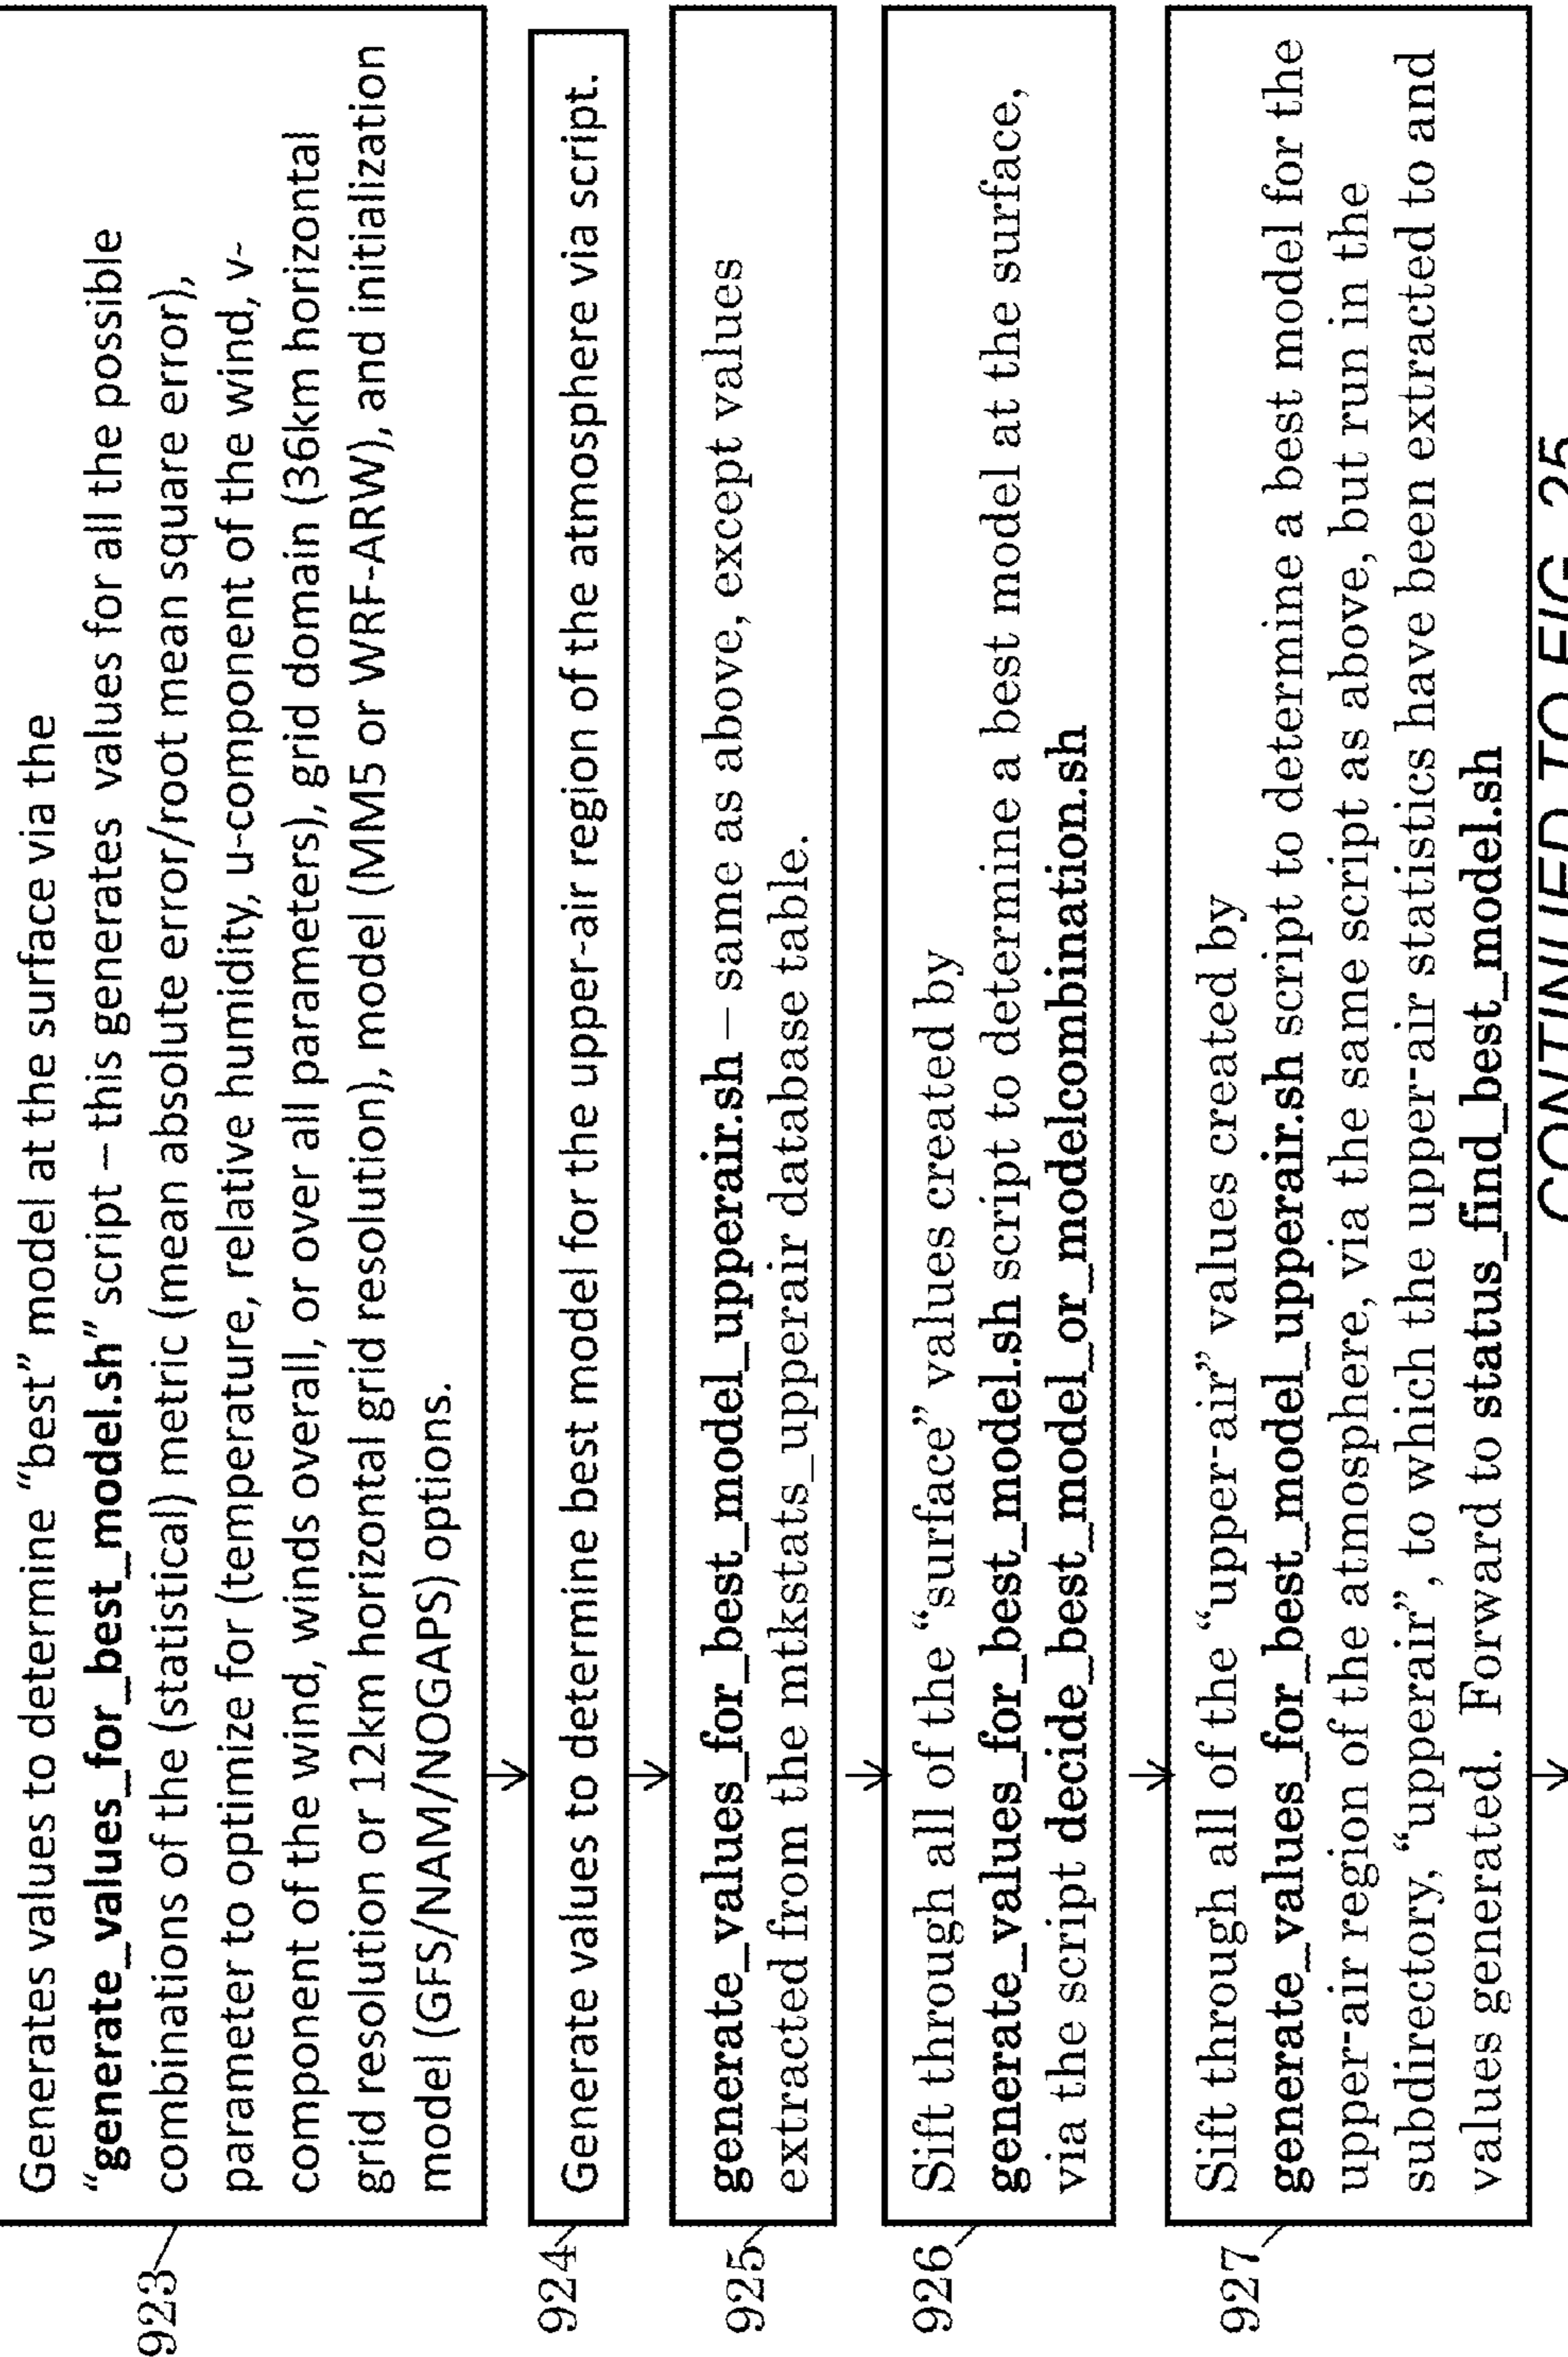 923
Generates values to determine “best” model at the surface via the
“generate_values_for_best_model.sh” script – this generates values for all the possible
combinations of the (statistical) metric (mean absolute error/root mean square error),
parameter to optimize for (temperature, relative humidity, u-component of the wind, v-
component of the wind, winds overall, or over all parameters), grid domain (36km horizontal
grid resolution or 12km horizontal grid resolution), model (MM5 or WRF-ARW), and initialization
model (GFS/NAM/NOGAPS) options.
924
Generate values to determine best model for the upper-air region of the atmosphere via script.
925
generate_values_for_best_model_upperair.sh – same as above, except values
extracted from the mtkstats_upperair database table.
926
Sift through all of the “surface” values created by
generate_values_for_best_model.sh script to determine a best model at the surface,
via the script decide_best_model_or_modelcombination.sh
927
Sift through all of the “upper-air” values created by
generate_values_for_best_model_upperair.sh script to determine a best model for the
upper-air region of the atmosphere, via the same script as above, but run in the
subdirectory, “upperair”, to which the upper-air statistics have been extracted to and
values generated. Forward to status_find_best_model.sh
CONTINUED TO FIG. 25